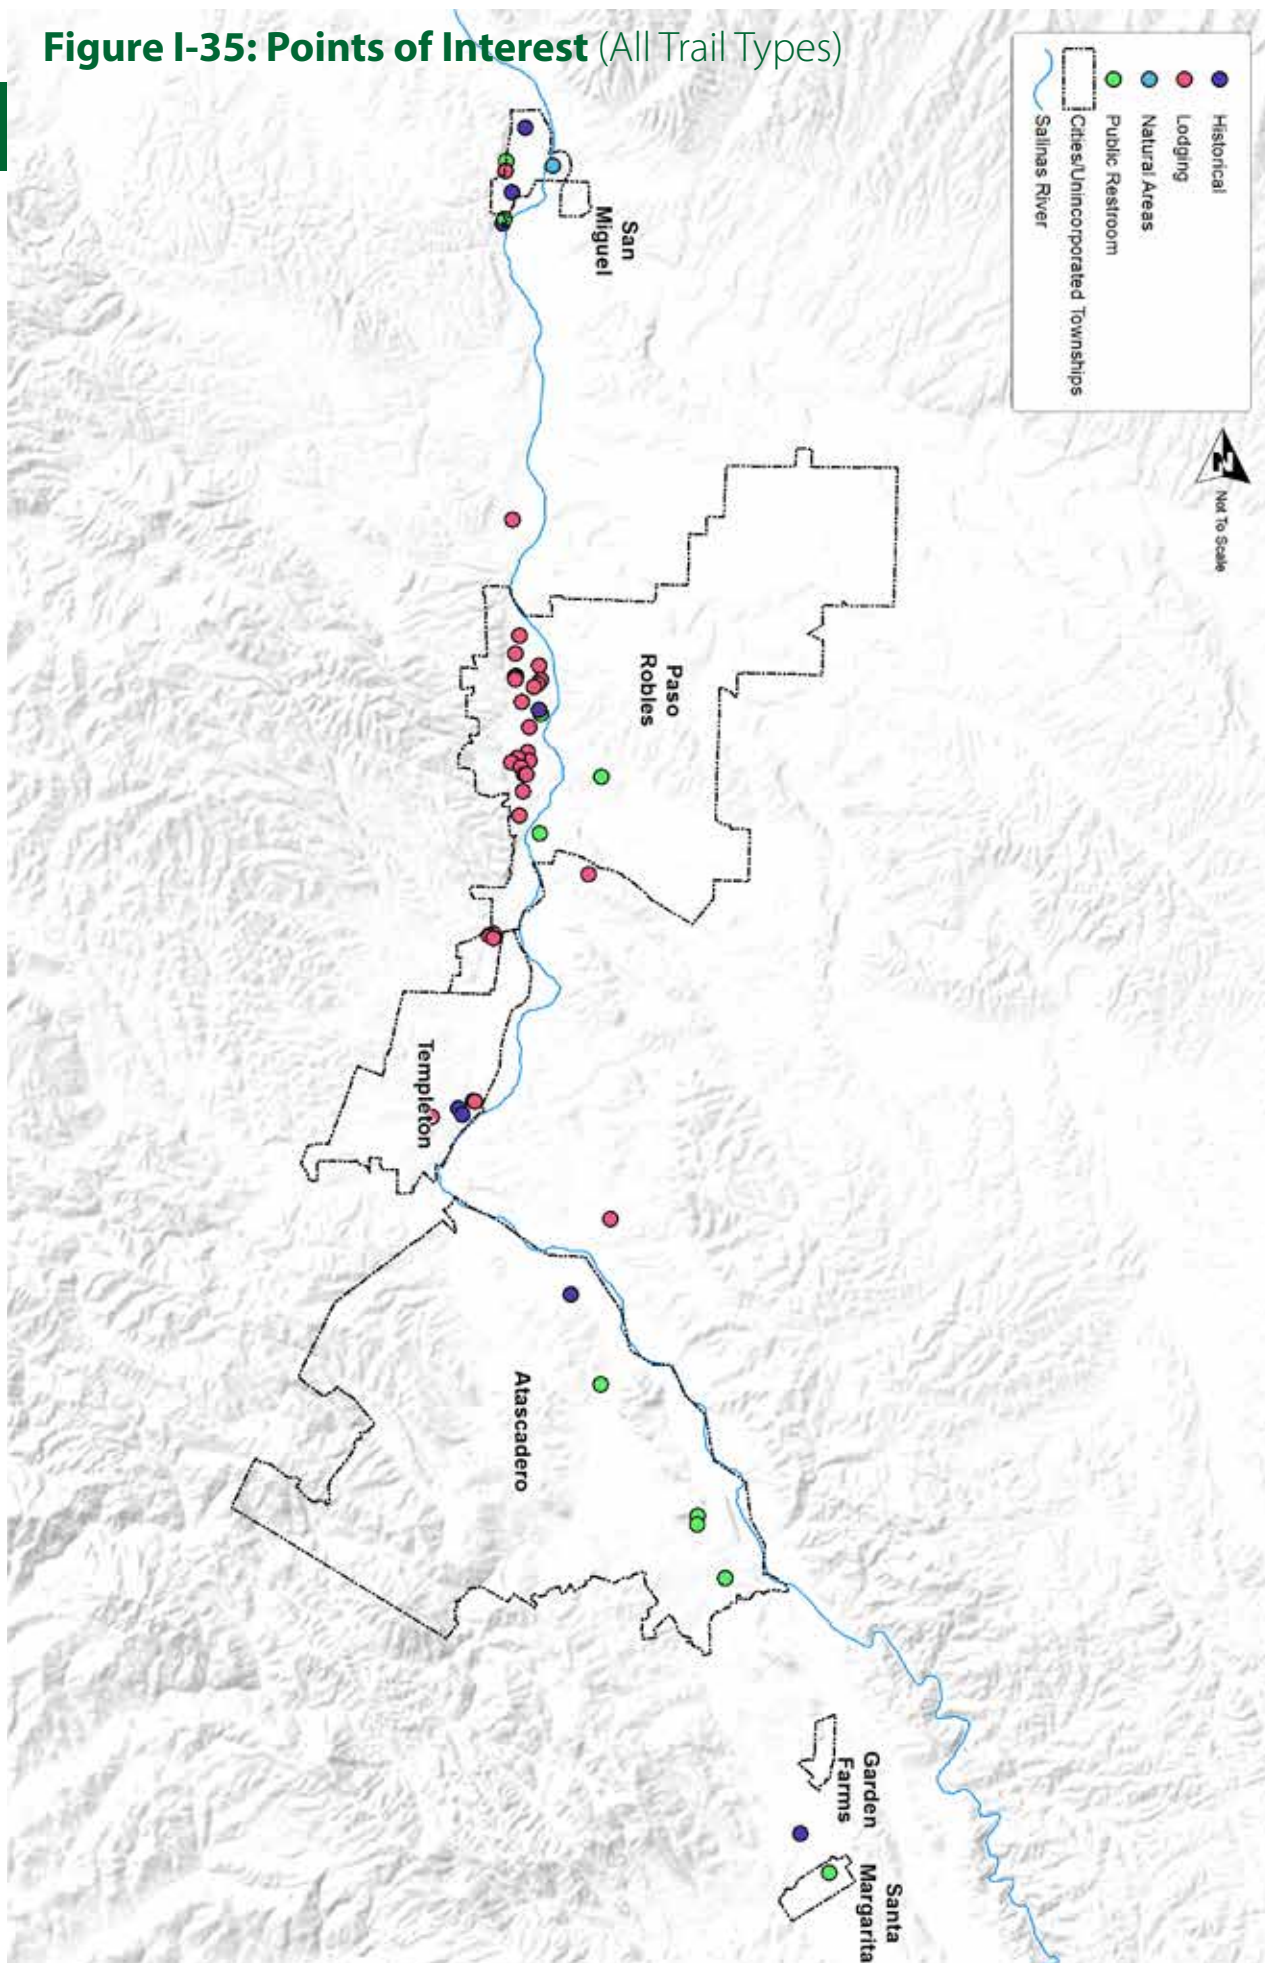 Figure I-35: Points of Interest (All Trail Types)
Historical
Lodging
Natural Areas
Public Restroom
Cities/Unincorporated Townships
Salinas River
N
Not To Scale
San
Miguel
Paso
Robles
Templeton
Atascadero
Garden
Farms
Santa
Margarita